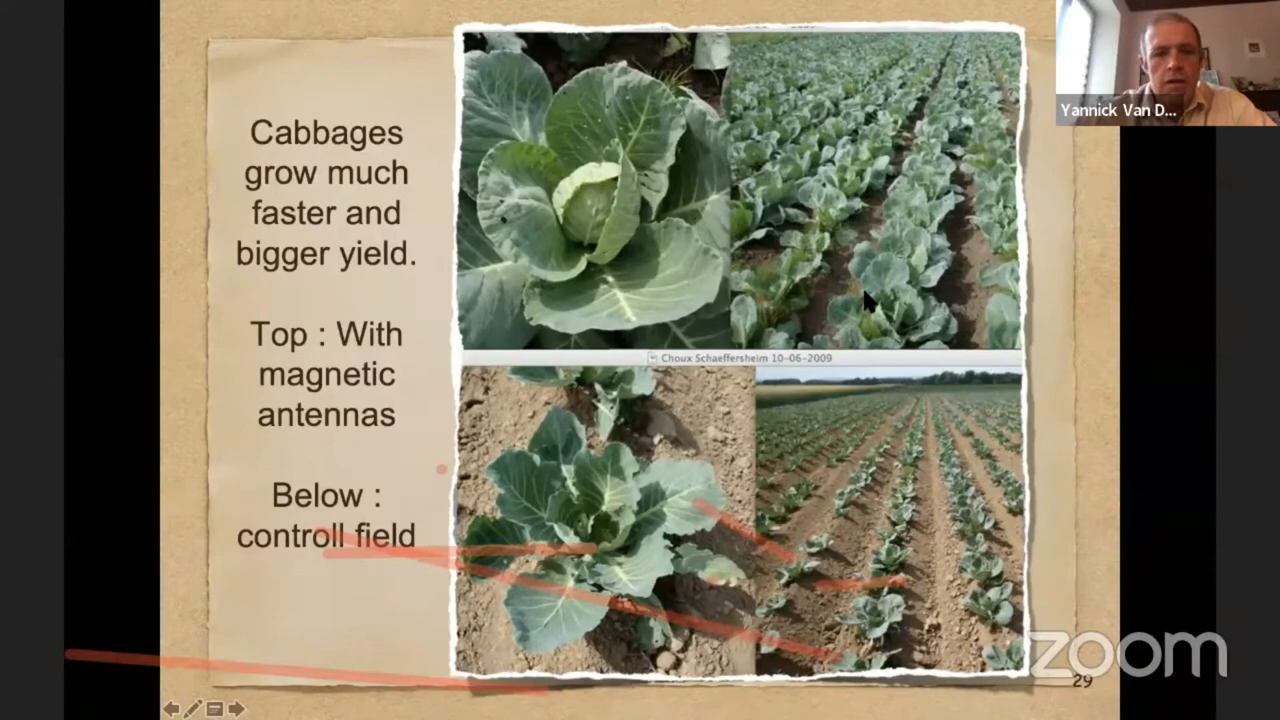 Yannick Van D...
Cabbages
grow much
faster and
bigger yield.
Top : With
magnetic
antennas
Choux Schaeffersheim 10-06-2009
Below :
controll field
zoom
29